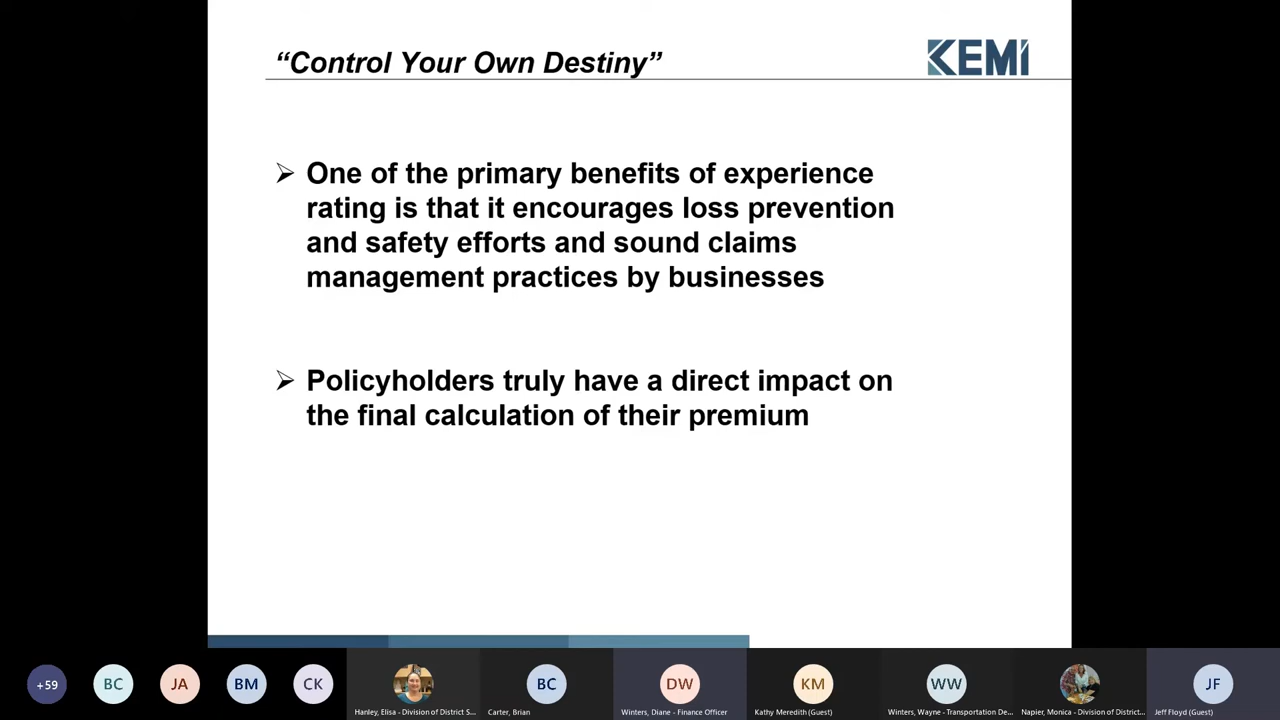 “Control Your Own Destiny”
KEMI
➢ One of the primary benefits of experience
rating is that it encourages loss prevention
and safety efforts and sound claims
management practices by businesses
➢ Policyholders truly have a direct impact on
the final calculation of their premium
+59
BC
JA
BM
CK
BC
DW
KM
WW
JF
Hanley, Elisa - Division of District S...
Carter, Brian
Winters, Diane - Finance Officer
Kathy Meredith (Guest)
Winters, Wayne - Transportation De...
Napier, Monica - Division of District...
Jeff Floyd (Guest)